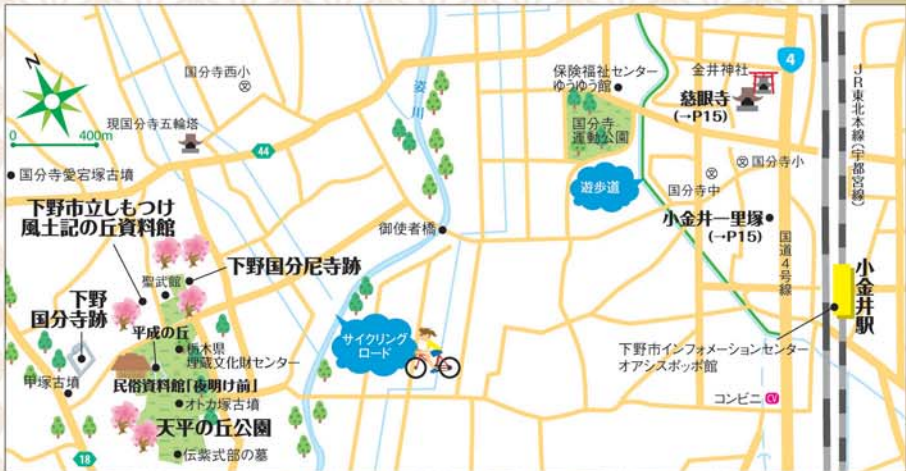 N
0 400m
国分寺西小
現国分寺五輪塔
44
国分寺愛宕塚古墳
下野市立しもつけ
風土記の丘資料館
聖武館
下野国分尼寺跡
下野
国分寺跡
平成の丘
栃木県
埋蔵文化財センター
甲塚古墳
民俗資料館「夜明け前」
オトカ塚古墳
天平の丘公園
18
伝紫式部の墓
姿川
御使者橋
サイクリング
ロード
保険福祉センター
ゆうゆう館
国分寺
運動公園
遊歩道
金井神社
慈眼寺
(→P15)
4
国分寺小
国分寺中
小金井一里塚
(→P15)
国道4号線
JR東北本線(宇都宮線)
小金井駅
下野市インフォメーションセンター
オアシスポッポ館
コンビニ CV